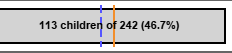 113 children of 242 (46.7%)